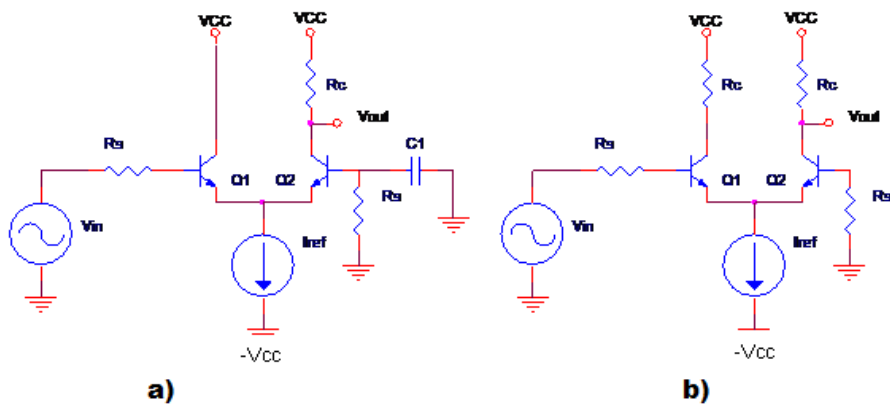 VCC VCC VCC VCC
Rc Rc Rc
Vout Vout
Rs C1 Rs
Q1 Q2 Q1 Q2
Rs Rs
Vin Iref Vin Iref
-Vcc -Vcc
a) b)